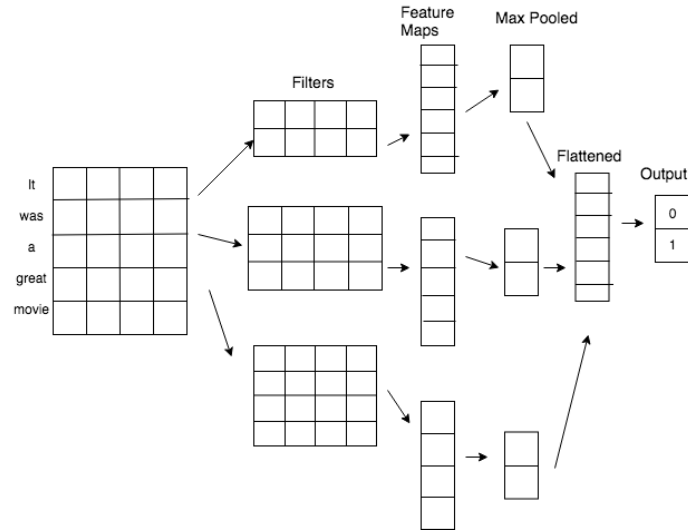 Feature
Maps
Max Pooled
Filters
Flattened
Output
It
was
a
great
movie
0
1